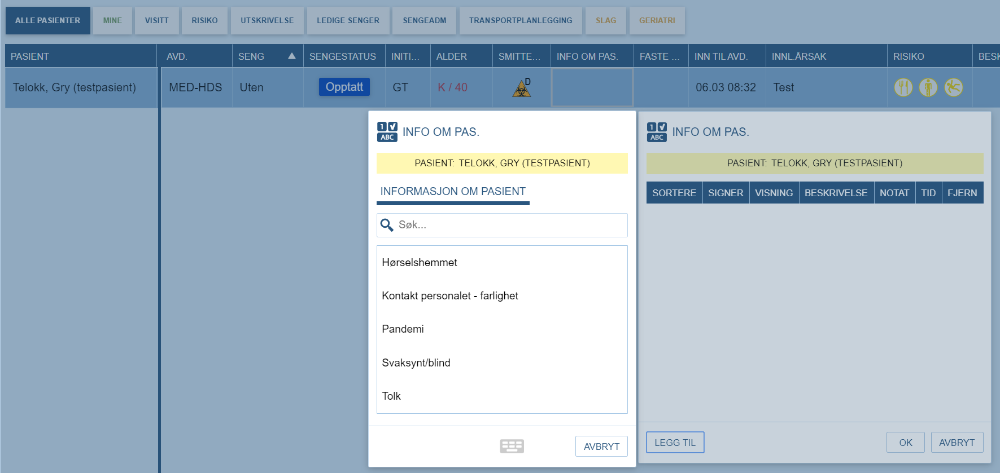 ALLE PASIENTER MINE VISITT RISIKO UTSKRIVELSE LEDIGE SENGER SENGEADM TRANSPORTPLANLEGGING SLAG GERIATRI
PASIENT AVD. SENG SENGESTATUS INITI... ALDER SMITTE... INFO OM PAS. FASTE ... INN TIL AVD. INNL.ÅRSAK RISIKO BESK
Telokk, Gry (testpasient) MED-HDS Uten Opptatt GT K / 40 D 06.03 08:32 Test
1 ABC INFO OM PAS.
PASIENT: TELOKK, GRY (TESTPASIENT)
INFORMASJON OM PASIENT
Søk...
Hørselshemmet
Kontakt personalet - farlighet
Pandemi
Svaksynt/blind
Tolk
AVBRYT
1 ABC INFO OM PAS.
PASIENT: TELOKK, GRY (TESTPASIENT)
SORTERE SIGNER VISNING BESKRIVELSE NOTAT TID FJERN
LEGG TIL OK AVBRYT